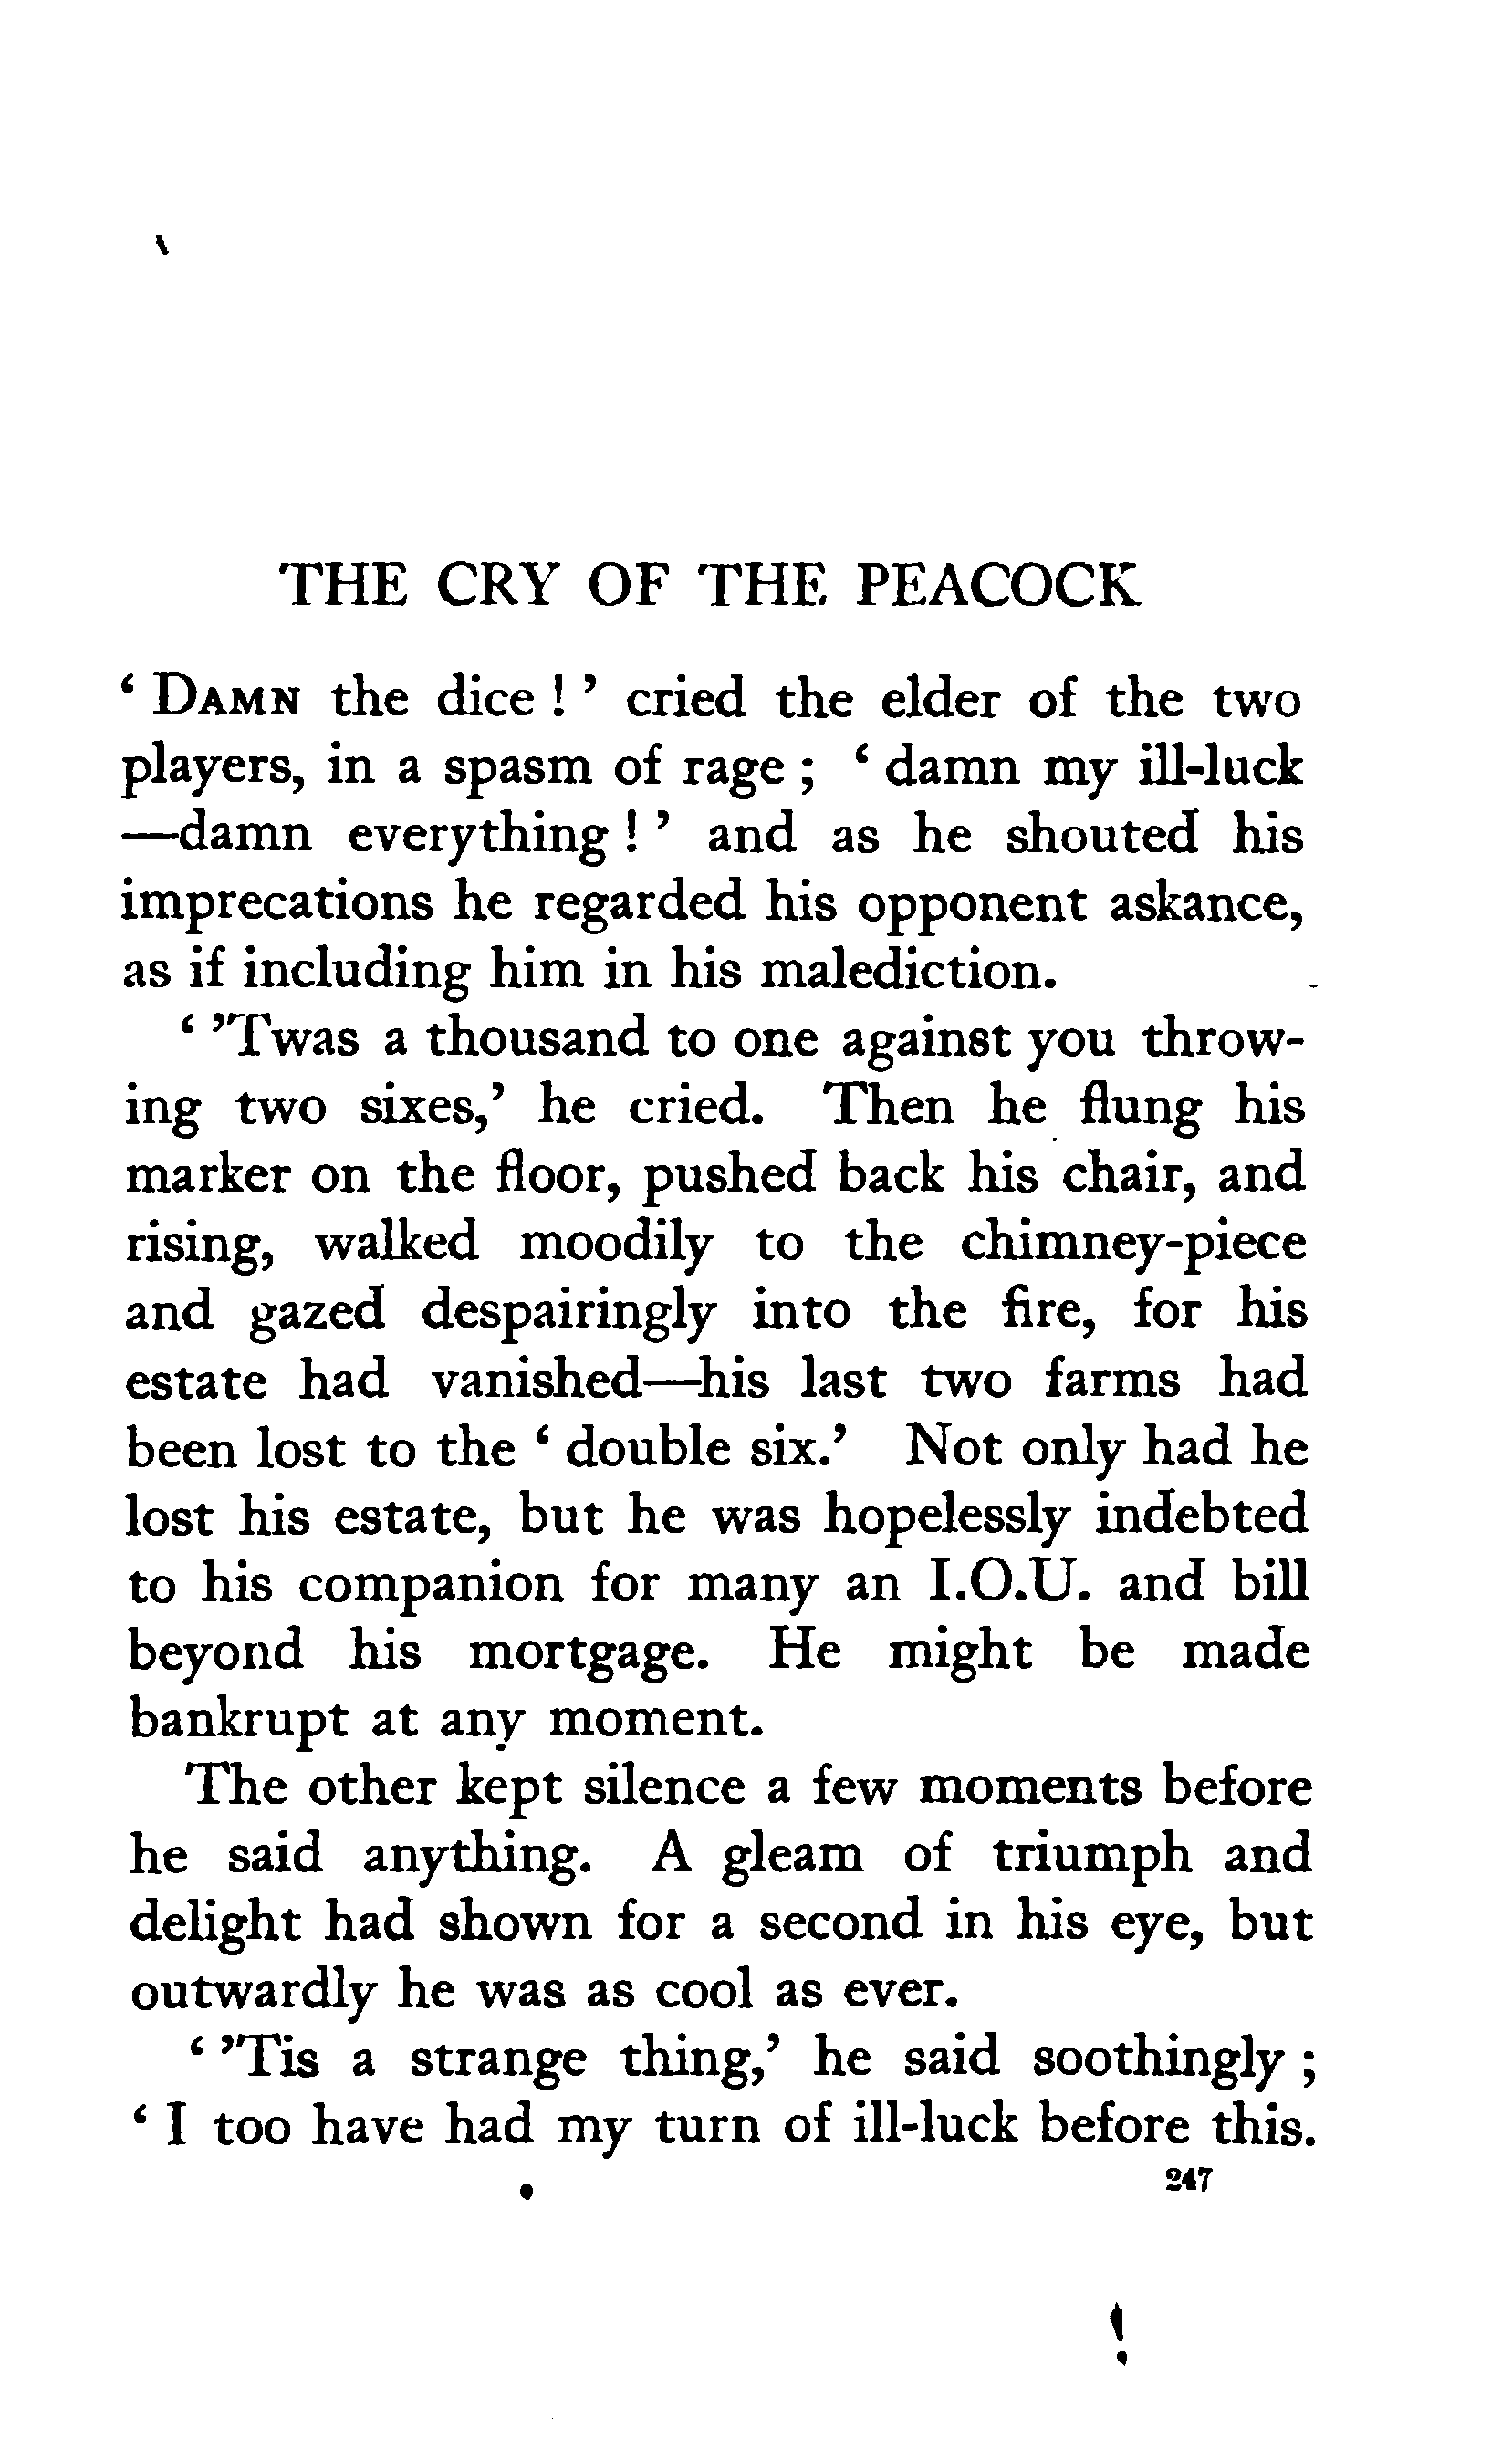 THE CRY OF THE PEACOCK
‘ DAMN the dice ! ’ cried the elder of the two
players, in a spasm of rage ; ‘ damn my ill-luck
—damn everything ! ’ and as he shouted his
imprecations he regarded his opponent askance,
as if including him in his malediction.
‘ ’Twas a thousand to one against you throw-
ing two sixes,’ he cried. Then he flung his
marker on the floor, pushed back his chair, and
rising, walked moodily to the chimney-piece
and gazed despairingly into the fire, for his
estate had vanished—his last two farms had
been lost to the ‘ double six.’ Not only had he
lost his estate, but he was hopelessly indebted
to his companion for many an I.O.U. and bill
beyond his mortgage. He might be made
bankrupt at any moment.
The other kept silence a few moments before
he said anything. A gleam of triumph and
delight had shown for a second in his eye, but
outwardly he was as cool as ever.
‘ ’Tis a strange thing,’ he said soothingly ;
‘ I too have had my turn of ill-luck before this.
247